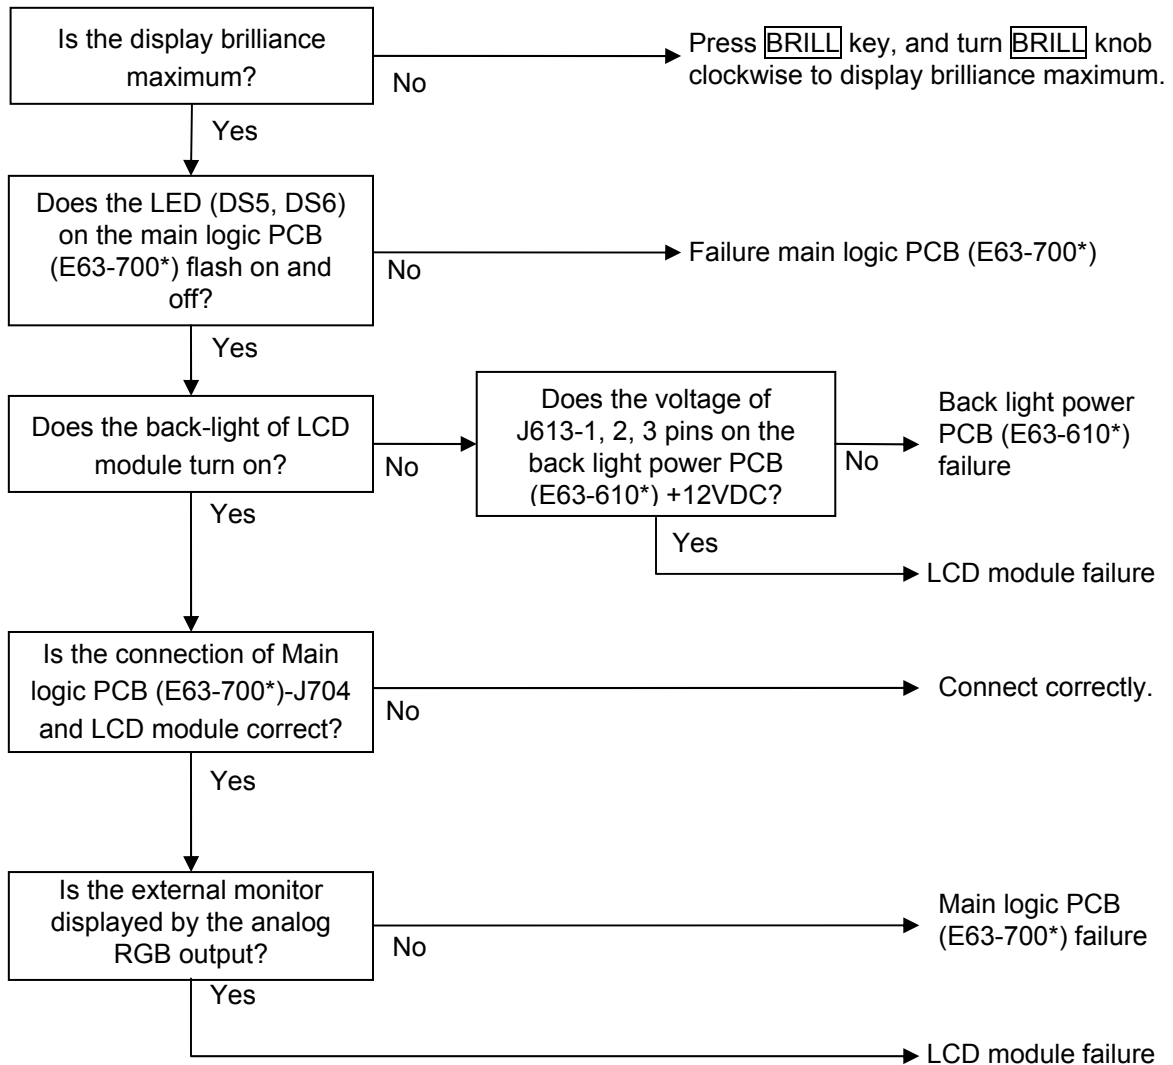 Is the display brilliance
maximum?
No
Press BRILL key, and turn BRILL knob
clockwise to display brilliance maximum.
Yes
Does the LED (DS5, DS6)
on the main logic PCB
(E63-700*) flash on and
off?
No
Failure main logic PCB (E63-700*)
Yes
Does the back-light of LCD
module turn on?
No
Does the voltage of
J613-1, 2, 3 pins on the
back light power PCB
(E63-610*) +12VDC?
No
Back light power
PCB (E63-610*)
failure
Yes
LCD module failure
Yes
Is the connection of Main
logic PCB (E63-700*)-J704
and LCD module correct?
No
Connect correctly.
Yes
Is the external monitor
displayed by the analog
RGB output?
No
Main logic PCB
(E63-700*) failure
Yes
LCD module failure